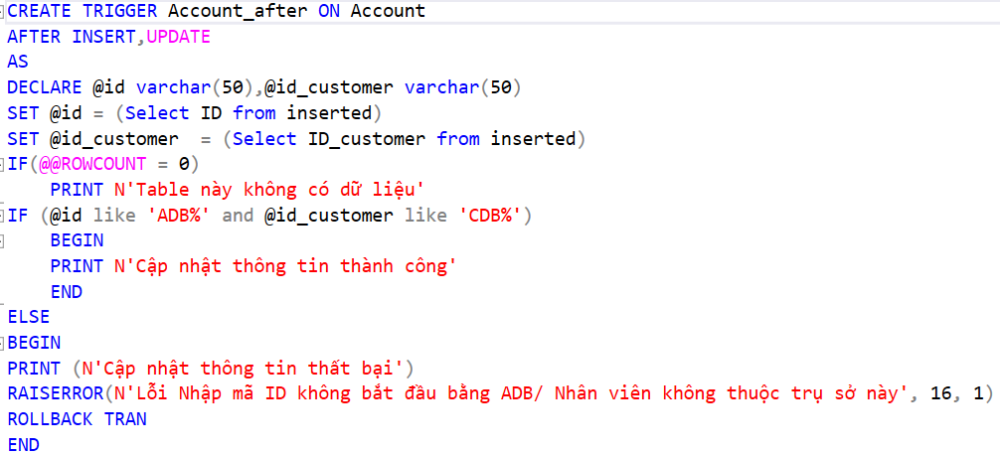 CREATE TRIGGER Account_after ON Account
AFTER INSERT,UPDATE
AS
DECLARE @id varchar(50),@id_customer varchar(50)
SET @id = (Select ID from inserted)
SET @id_customer  = (Select ID_customer from inserted)
IF(@@ROWCOUNT = 0)
    PRINT N'Table này không có dữ liệu'
IF (@id like 'ADB%' and @id_customer like 'CDB%')
    BEGIN
    PRINT N'Cập nhật thông tin thành công'
    END
ELSE
BEGIN
PRINT (N'Cập nhật thông tin thất bại')
RAISERROR(N'Lỗi Nhập mã ID không bắt đầu bằng ADB/ Nhân viên không thuộc trụ sở này', 16, 1)
ROLLBACK TRAN
END